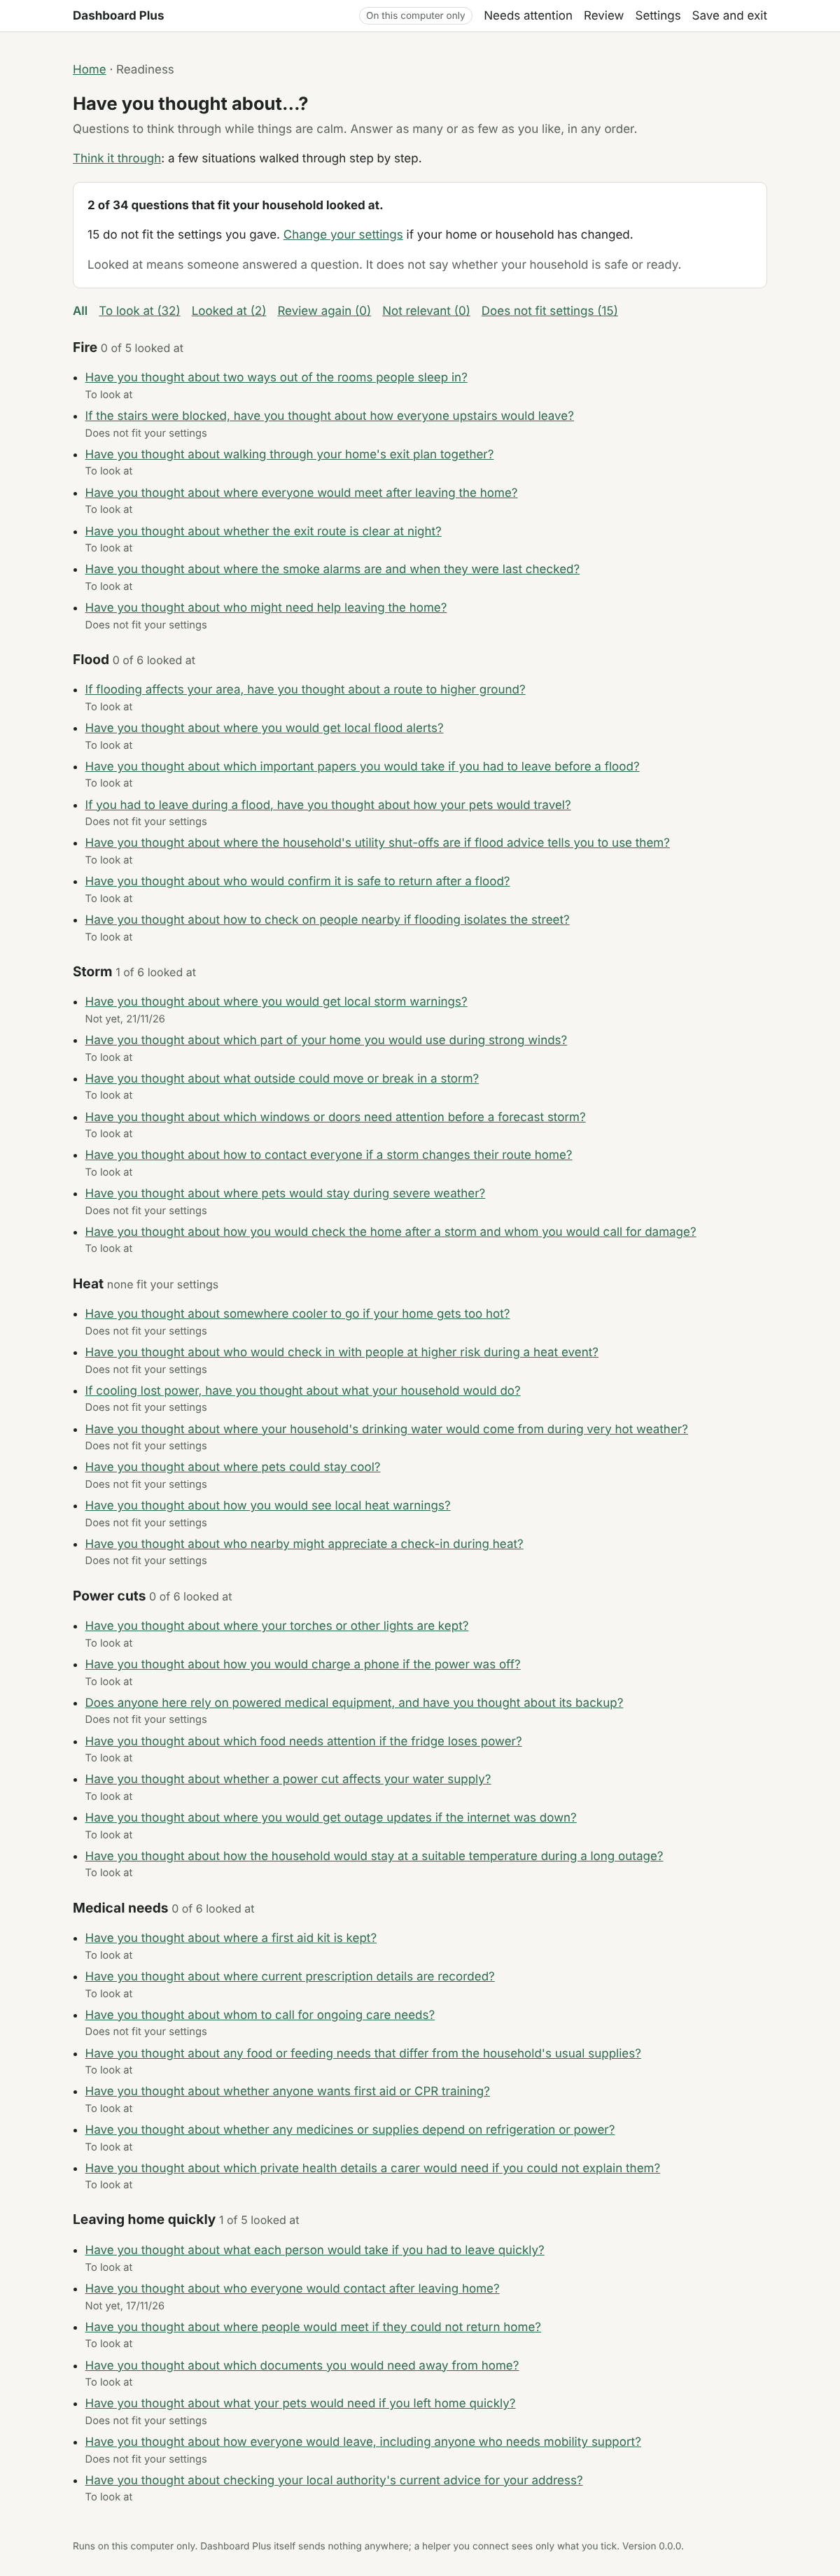 Dashboard Plus
On this computer only Needs attention Review Settings Save and exit
Home · Readiness
Have you thought about...?
Questions to think through while things are calm. Answer as many or as few as you like, in any order.
Think it through: a few situations walked through step by step.
2 of 34 questions that fit your household looked at.
15 do not fit the settings you gave. Change your settings if your home or household has changed.
Looked at means someone answered a question. It does not say whether your household is safe or ready.
All To look at (32) Looked at (2) Review again (0) Not relevant (0) Does not fit settings (15)
Fire 0 of 5 looked at
Have you thought about two ways out of the rooms people sleep in?
To look at
If the stairs were blocked, have you thought about how everyone upstairs would leave?
Does not fit your settings
Have you thought about walking through your home's exit plan together?
To look at
Have you thought about where everyone would meet after leaving the home?
To look at
Have you thought about whether the exit route is clear at night?
To look at
Have you thought about where the smoke alarms are and when they were last checked?
To look at
Have you thought about who might need help leaving the home?
Does not fit your settings
Flood 0 of 6 looked at
If flooding affects your area, have you thought about a route to higher ground?
To look at
Have you thought about where you would get local flood alerts?
To look at
Have you thought about which important papers you would take if you had to leave before a flood?
To look at
If you had to leave during a flood, have you thought about how your pets would travel?
Does not fit your settings
Have you thought about where the household's utility shut-offs are if flood advice tells you to use them?
To look at
Have you thought about who would confirm it is safe to return after a flood?
To look at
Have you thought about how to check on people nearby if flooding isolates the street?
To look at
Storm 1 of 6 looked at
Have you thought about where you would get local storm warnings?
Not yet, 21/11/26
Have you thought about which part of your home you would use during strong winds?
To look at
Have you thought about what outside could move or break in a storm?
To look at
Have you thought about which windows or doors need attention before a forecast storm?
To look at
Have you thought about how to contact everyone if a storm changes their route home?
To look at
Have you thought about where pets would stay during severe weather?
Does not fit your settings
Have you thought about how you would check the home after a storm and whom you would call for damage?
To look at
Heat none fit your settings
Have you thought about somewhere cooler to go if your home gets too hot?
Does not fit your settings
Have you thought about who would check in with people at higher risk during a heat event?
Does not fit your settings
If cooling lost power, have you thought about what your household would do?
Does not fit your settings
Have you thought about where your household's drinking water would come from during very hot weather?
Does not fit your settings
Have you thought about where pets could stay cool?
Does not fit your settings
Have you thought about how you would see local heat warnings?
Does not fit your settings
Have you thought about who nearby might appreciate a check-in during heat?
Does not fit your settings
Power cuts 0 of 6 looked at
Have you thought about where your torches or other lights are kept?
To look at
Have you thought about how you would charge a phone if the power was off?
To look at
Does anyone here rely on powered medical equipment, and have you thought about its backup?
Does not fit your settings
Have you thought about which food needs attention if the fridge loses power?
To look at
Have you thought about whether a power cut affects your water supply?
To look at
Have you thought about where you would get outage updates if the internet was down?
To look at
Have you thought about how the household would stay at a suitable temperature during a long outage?
To look at
Medical needs 0 of 6 looked at
Have you thought about where a first aid kit is kept?
To look at
Have you thought about where current prescription details are recorded?
To look at
Have you thought about whom to call for ongoing care needs?
Does not fit your settings
Have you thought about any food or feeding needs that differ from the household's usual supplies?
To look at
Have you thought about whether anyone wants first aid or CPR training?
To look at
Have you thought about whether any medicines or supplies depend on refrigeration or power?
To look at
Have you thought about which private health details a carer would need if you could not explain them?
To look at
Leaving home quickly 1 of 5 looked at
Have you thought about what each person would take if you had to leave quickly?
To look at
Have you thought about who everyone would contact after leaving home?
Not yet, 17/11/26
Have you thought about where people would meet if they could not return home?
To look at
Have you thought about which documents you would need away from home?
To look at
Have you thought about what your pets would need if you left home quickly?
Does not fit your settings
Have you thought about how everyone would leave, including anyone who needs mobility support?
Does not fit your settings
Have you thought about checking your local authority's current advice for your address?
To look at
Runs on this computer only. Dashboard Plus itself sends nothing anywhere; a helper you connect sees only what you tick. Version 0.0.0.